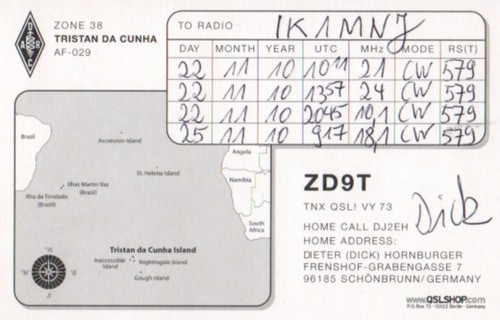 ZONE 38
TRISTAN DA CUNHA
AF-029
TO RADIO IK1MNJ
DAY MONTH YEAR UTC MHz MODE RS(T)
22 11 10 1011 21 CW 579
22 11 10 1357 24 CW 579
22 11 10 2045 10,1 CW 579
25 11 10 917 18,1 CW 579
Brazil
Ascension Island
Angola
St. Helena Island
Namibia
Ilhas Martin Vaz
(Brazil)
Ilha da Trinidade
(Brazil)
South
Africa
Tristan da Cunha Island
Inaccessible
Island
Nightingale Island
Gough Island
ZD9T
TNX QSL! VY 73
HOME CALL DJ2EH
Dick
HOME ADDRESS:
DIETER (DICK) HORNBURGER
FRENSHOF-GRABENGASSE 7
96185 SCHÖNBRUNN/GERMANY
www.QSLSHOP.com